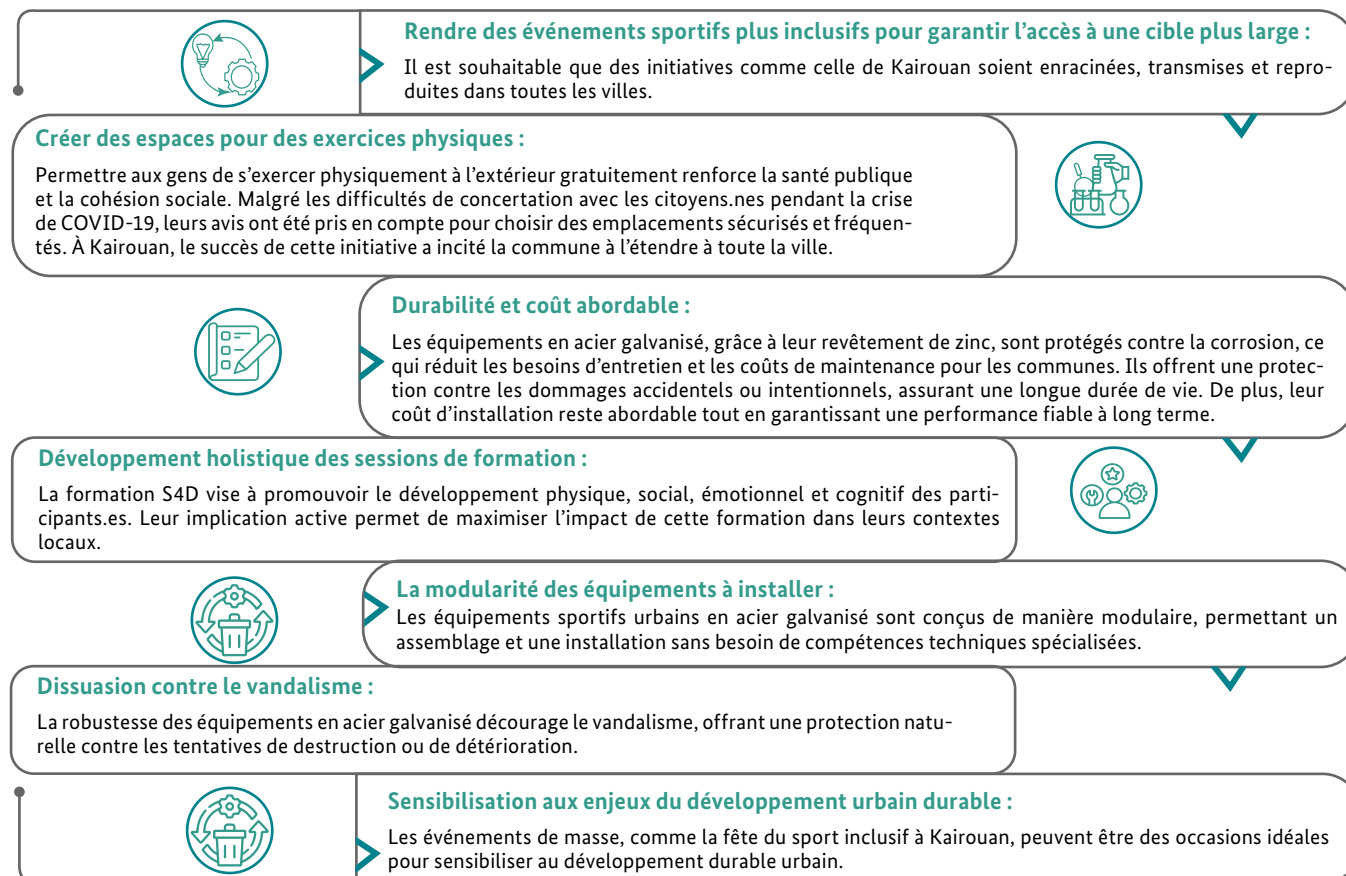 Rendre des événements sportifs plus inclusifs pour garantir l'accès à une cible plus large :
Il est souhaitable que des initiatives comme celle de Kairouan soient enracinées, transmises et repro-
duites dans toutes les villes.
Créer des espaces pour des exercices physiques :
Permettre aux gens de s'exercer physiquement à l'extérieur gratuitement renforce la santé publique
et la cohésion sociale. Malgré les difficultés de concertation avec les citoyens.nes pendant la crise
de COVID-19, leurs avis ont été pris en compte pour choisir des emplacements sécurisés et fréquen-
tés. À Kairouan, le succès de cette initiative a incité la commune à l'étendre à toute la ville.
Durabilité et coût abordable :
Les équipements en acier galvanisé, grâce à leur revêtement de zinc, sont protégés contre la corrosion, ce
qui réduit les besoins d'entretien et les coûts de maintenance pour les communes. Ils offrent une protec-
tion contre les dommages accidentels ou intentionnels, assurant une longue durée de vie. De plus, leur
coût d'installation reste abordable tout en garantissant une performance fiable à long terme.
Développement holistique des sessions de formation :
La formation S4D vise à promouvoir le développement physique, social, émotionnel et cognitif des parti-
cipants.es. Leur implication active permet de maximiser l'impact de cette formation dans leurs contextes
locaux.
La modularité des équipements à installer :
Les équipements sportifs urbains en acier galvanisé sont conçus de manière modulaire, permettant un
assemblage et une installation sans besoin de compétences techniques spécialisées.
Dissuasion contre le vandalisme :
La robustesse des équipements en acier galvanisé décourage le vandalisme, offrant une protection natu-
relle contre les tentatives de destruction ou de détérioration.
Sensibilisation aux enjeux du développement urbain durable :
Les événements de masse, comme la fête du sport inclusif à Kairouan, peuvent être des occasions idéales
pour sensibiliser au développement durable urbain.